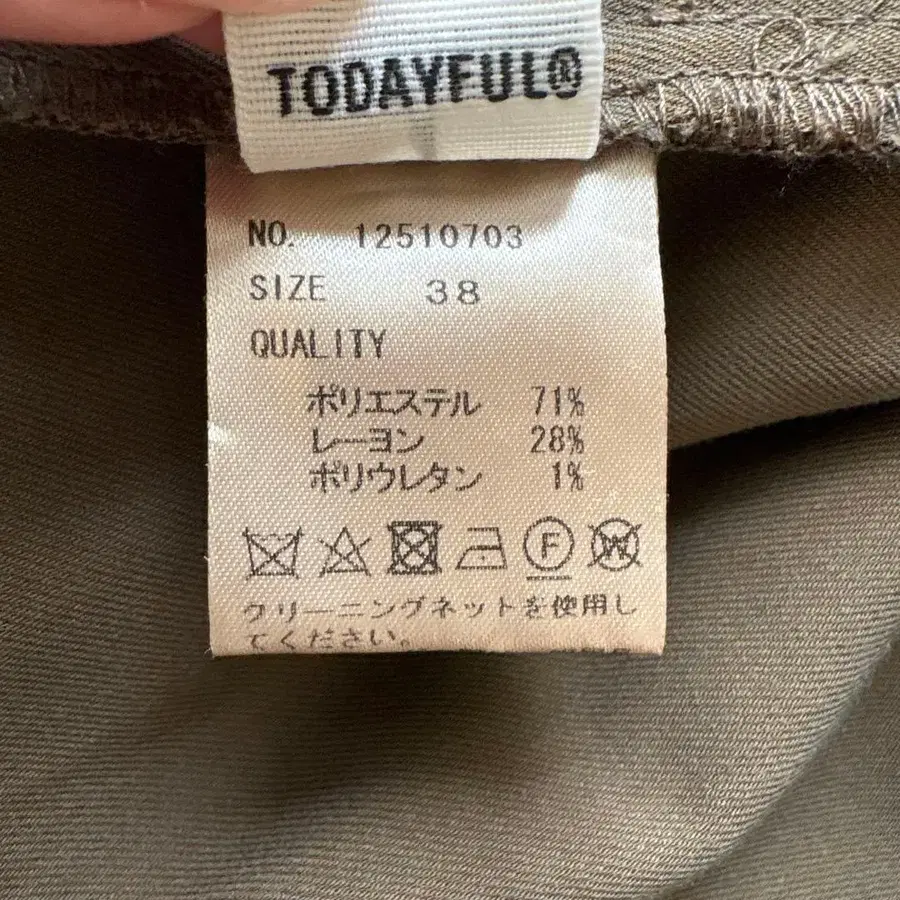 TODAYFUL®
NO. 12510703
SIZE 38
QUALITY
ポリエステル 71%
レーヨン 28%
ポリウレタン 1%
F W
クリーニングネットを使用し
てください。